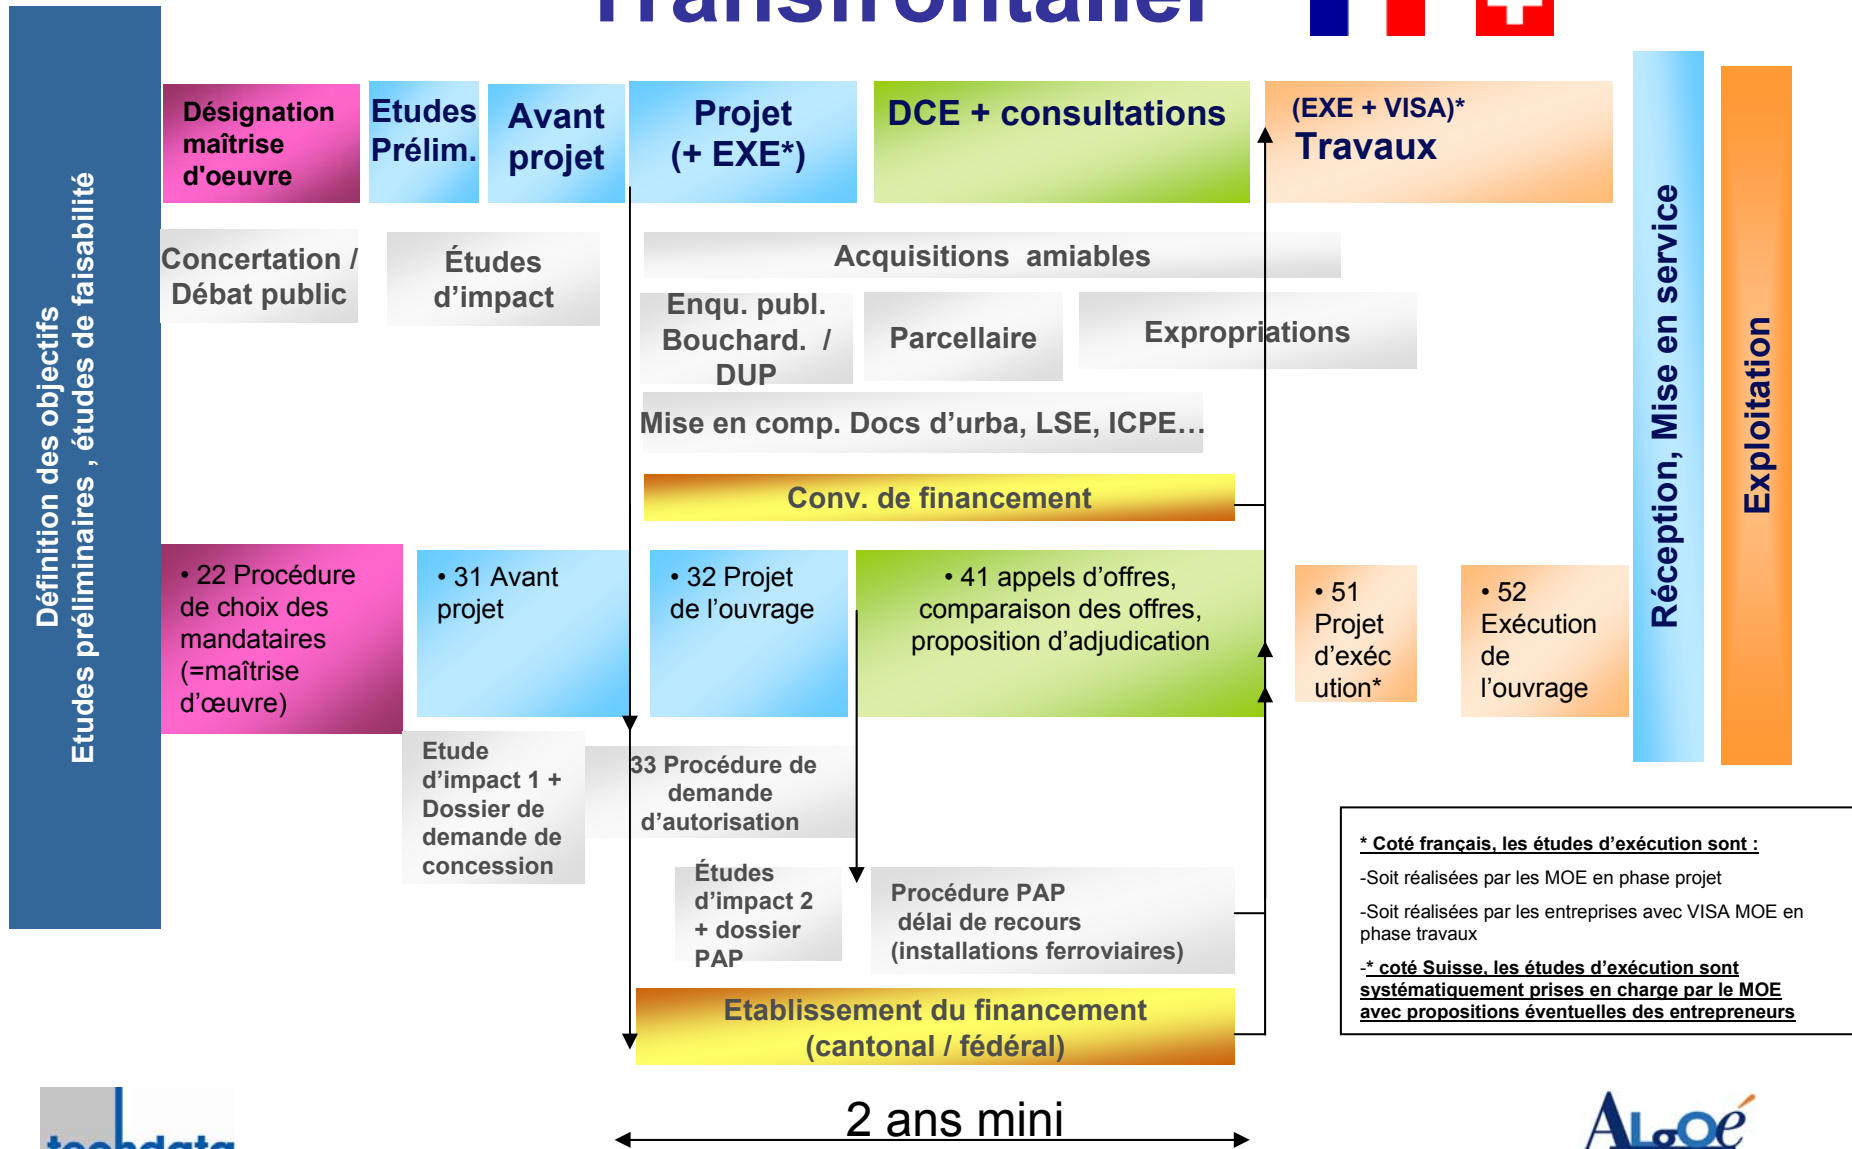 Transfrontalier
Définition des objectifs
Etudes préliminaires , études de faisabilité
Désignation
maîtrise
d'oeuvre
Etudes
Prélim.
Avant
projet
Projet
(+ EXE*)
DCE + consultations
(EXE + VISA)*
Travaux
Concertation /
Débat public
Études
d’impact
Acquisitions amiables
Enqu. publ.
Bouchard. /
DUP
Parcellaire
Expropriations
Mise en comp. Docs d’urba, LSE, ICPE…
Conv. de financement
• 22 Procédure
de choix des
mandataires
(=maîtrise
d’œuvre)
• 31 Avant
projet
• 32 Projet
de l’ouvrage
• 41 appels d’offres,
comparaison des offres,
proposition d’adjudication
• 51
Projet
d’exéc
ution*
• 52
Exécution
de
l’ouvrage
Réception, Mise en service
Exploitation
Etude
d’impact 1 +
Dossier de
demande de
concession
33 Procédure de
demande
d’autorisation
Études
d’impact 2
+ dossier
PAP
Procédure PAP
délai de recours
(installations ferroviaires)
Etablissement du financement
(cantonal / fédéral)
* Coté français, les études d’exécution sont :
-Soit réalisées par les MOE en phase projet
-Soit réalisées par les entreprises avec VISA MOE en
phase travaux
-* coté Suisse, les études d’exécution sont
systématiquement prises en charge par le MOE
avec propositions éventuelles des entrepreneurs
2 ans mini
techdata
ALGOé